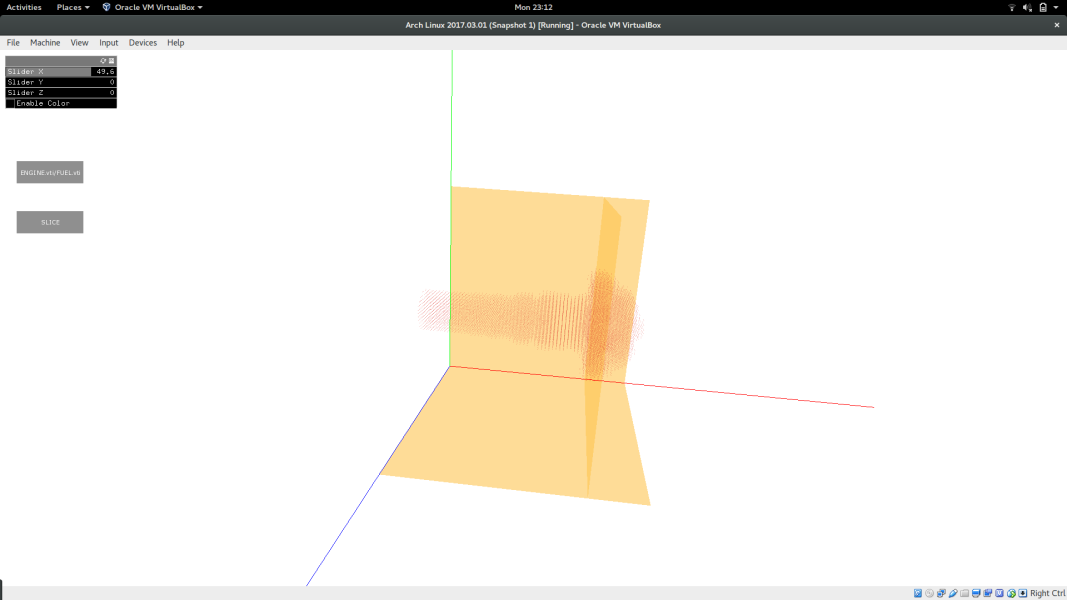 Activities Places Oracle VM VirtualBox Mon 23:12
Arch Linux 2017.03.01 (Snapshot 1) [Running] - Oracle VM VirtualBox
File Machine View Input Devices Help
Slider X 49.6
Slider Y 0
Slider Z 0
Enable Color
ENGINE.vti/FUEL.vti
SLICE
Right Ctrl